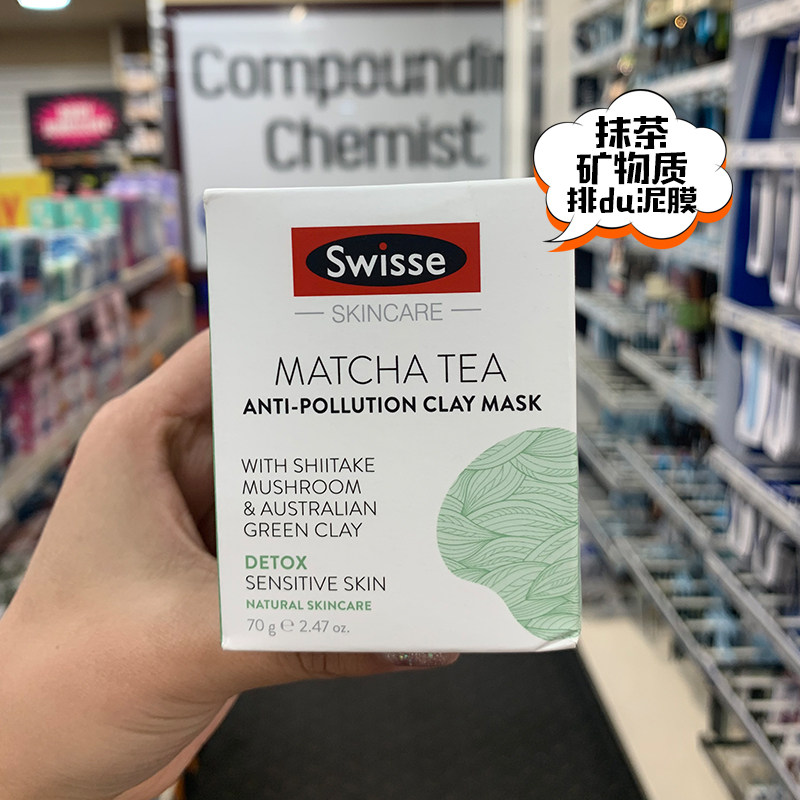 Compoundin
Chemist
抹茶
矿物质
排du泥膜
Swisse
SKINCARE
MATCHA TEA
ANTI-POLLUTION CLAY MASK
WITH SHIITAKE
MUSHROOM
& AUSTRALIAN
GREEN CLAY
DETOX
SENSITIVE SKIN
NATURAL SKINCARE
70 g ℮ 2.47 oz.